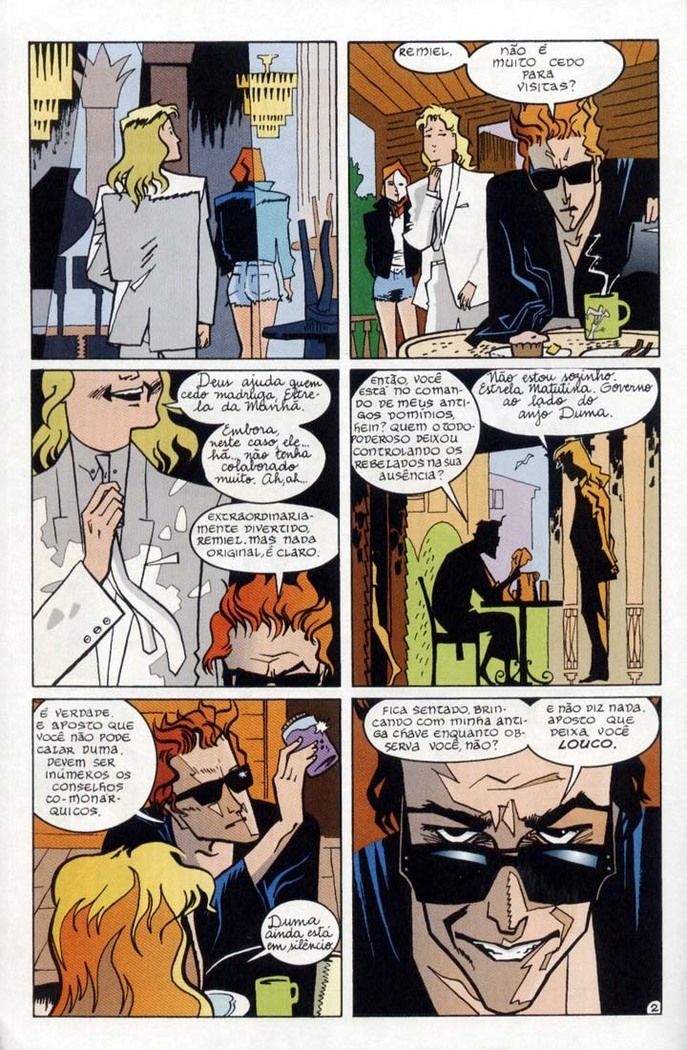 REMIEL.
NÃO É
MUITO CEDO
PARA
VISITAS?
Deus ajuda quem
cedo madruga, Estre-
la da Manhã.
Embora,
neste caso, ele...
hã... não tenha
colaborado
muito. Ah, ah...
EXTRAORDINARIA-
MENTE DIVERTIDO,
REMIEL. MAS NADA
ORIGINAL, É CLARO.
ENTÃO, VOCÊ
ESTÁ NO COMAN-
DO DE MEUS ANTI-
GOS DOMÍNIOS,
HEIN? QUEM O TODO-
PODEROSO DEIXOU
CONTROLANDO OS
REBELADOS NA SUA
AUSÊNCIA?
Não estou sozinho.
Estrela Matutina. Governo
ao lado do
anjo Duma.
É VERDADE.
E APOSTO QUE
VOCÊ NÃO PODE
CALAR DUMA.
DEVEM SER
INÚMEROS OS
CONSELHOS
CO-MONÁR-
QUICOS.
Duma
ainda está
em silêncio.
FICA SENTADO, BRIN-
CANDO COM MINHA ANTI-
GA CHAVE ENQUANTO OB-
SERVA VOCÊ, NÃO?
E NÃO DIZ NADA.
APOSTO QUE
DEIXA VOCÊ
LOUCO.
2